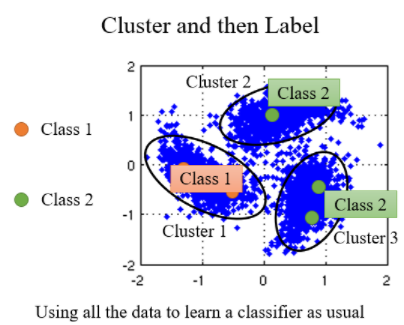 Cluster and then Label
Class 1
Class 2
2
1
0
-1
-2
-2
-1
0
1
2
Cluster 2
Class 2
Class 1
Cluster 1
Class 2
Cluster 3
Using all the data to learn a classifier as usual